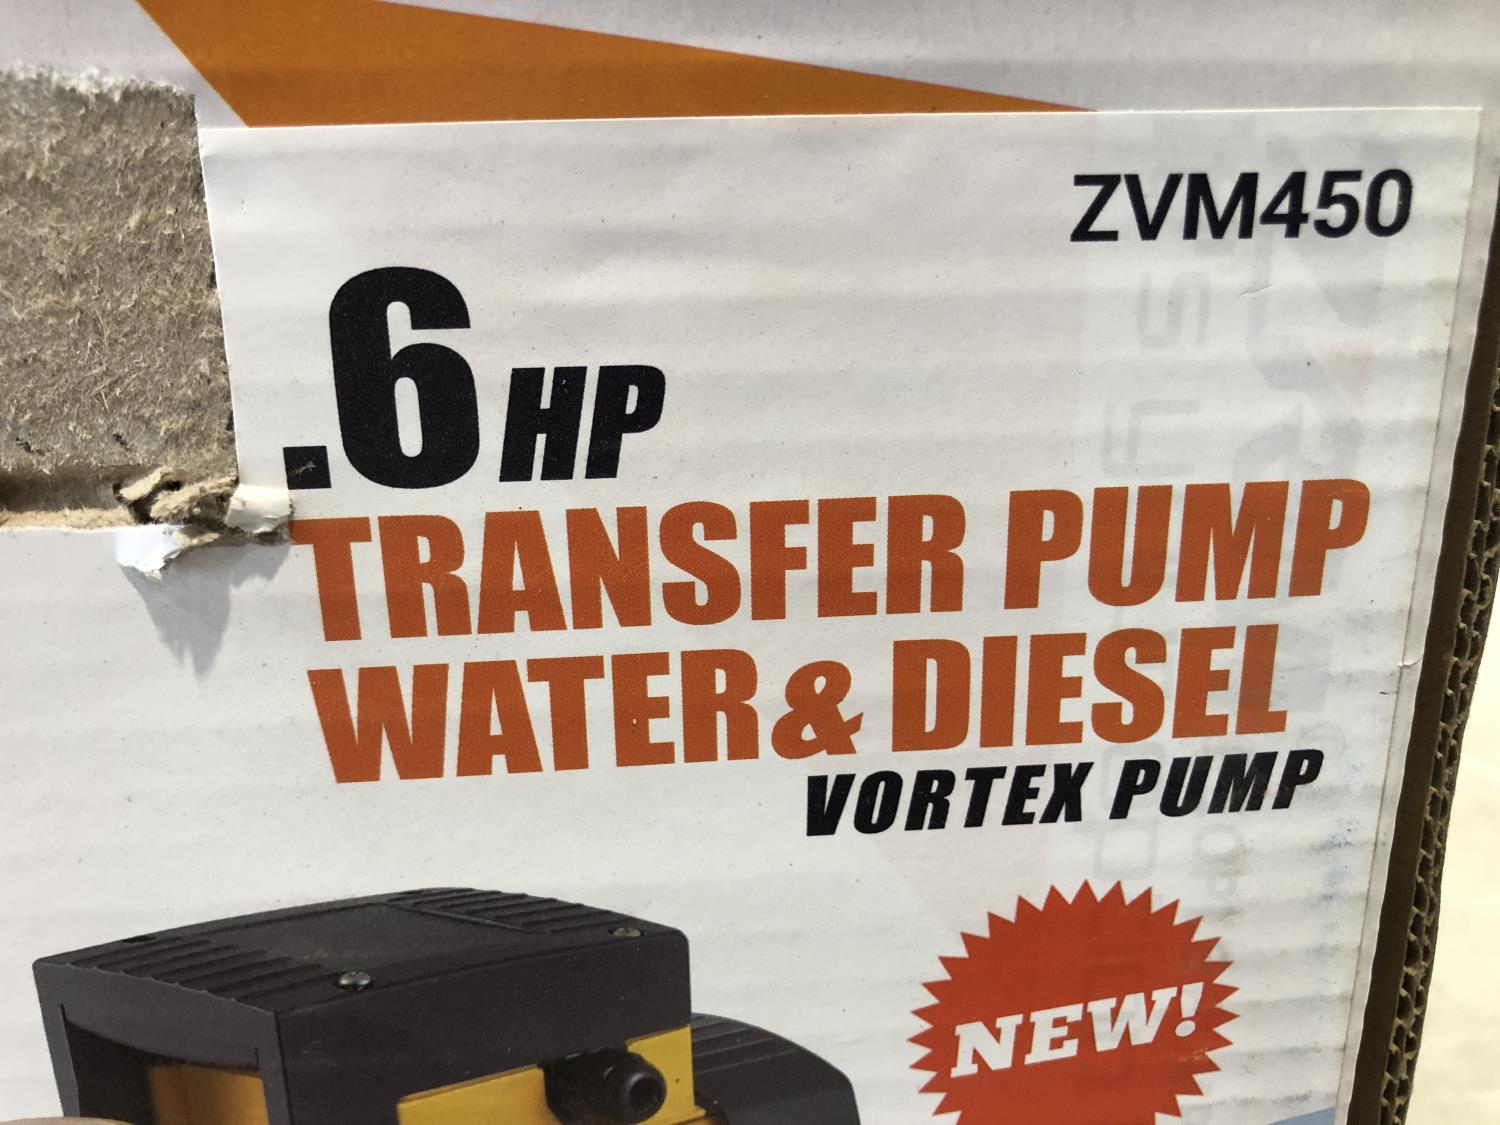 ZVM450
.6 HP
TRANSFER PUMP
WATER & DIESEL
VORTEX PUMP
NEW!